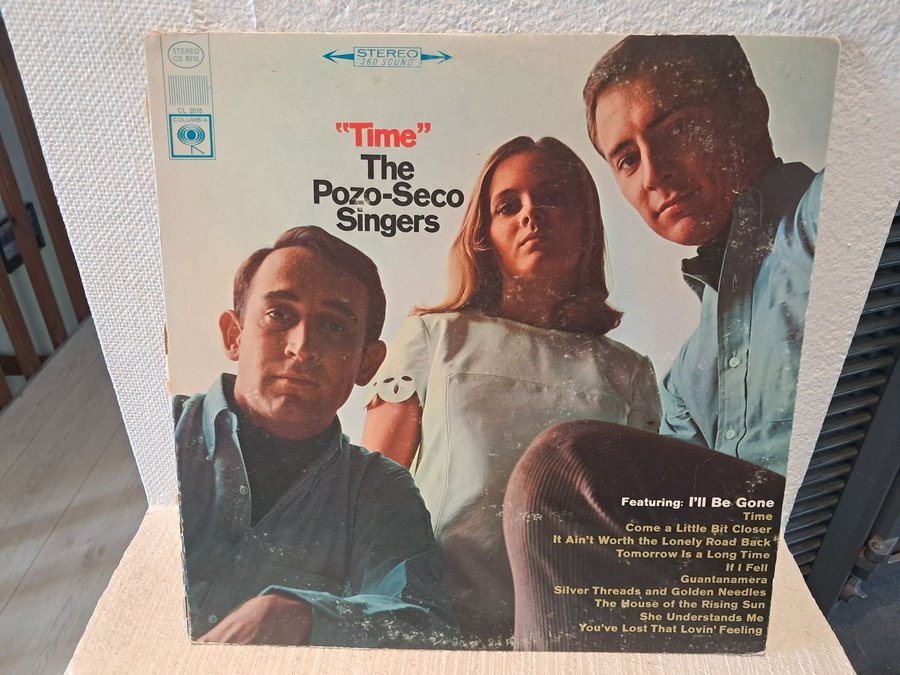 STEREO
CS 9315
CL 2515
COLUMBIA
STEREO
"360 SOUND"
"Time"
The
Pozo-Seco
Singers
Featuring: I'll Be Gone
Time
Come a Little Bit Closer
It Ain't Worth the Lonely Road Back
Tomorrow Is a Long Time
If I Fell
Guantanamera
Silver Threads and Golden Needles
The House of the Rising Sun
She Understands Me
You've Lost That Lovin' Feeling